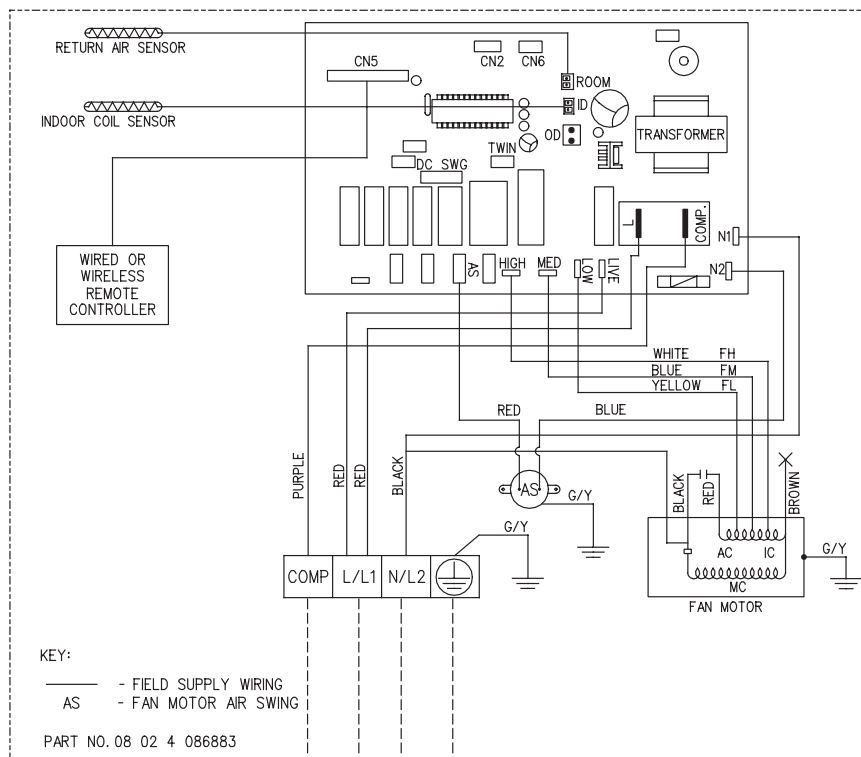 RETURN AIR SENSOR
CN5
CN2
CN6
ROOM
INDOOR COIL SENSOR
ID
OD
TRANSFORMER
TWIN
DC SWG
L
COMP.
N1
WIRED OR
WIRELESS
REMOTE
CONTROLLER
AS
HIGH
MED
LOW
LIVE
N2
WHITE FH
BLUE FM
YELLOW FL
RED
BLUE
PURPLE
RED
RED
BLACK
AS
G/Y
BLACK
RED
BROWN
G/Y
AC
IC
G/Y
COMP
L/L1
N/L2
MC
FAN MOTOR
KEY:
- FIELD SUPPLY WIRING
AS - FAN MOTOR AIR SWING
PART NO. 08 02 4 086883